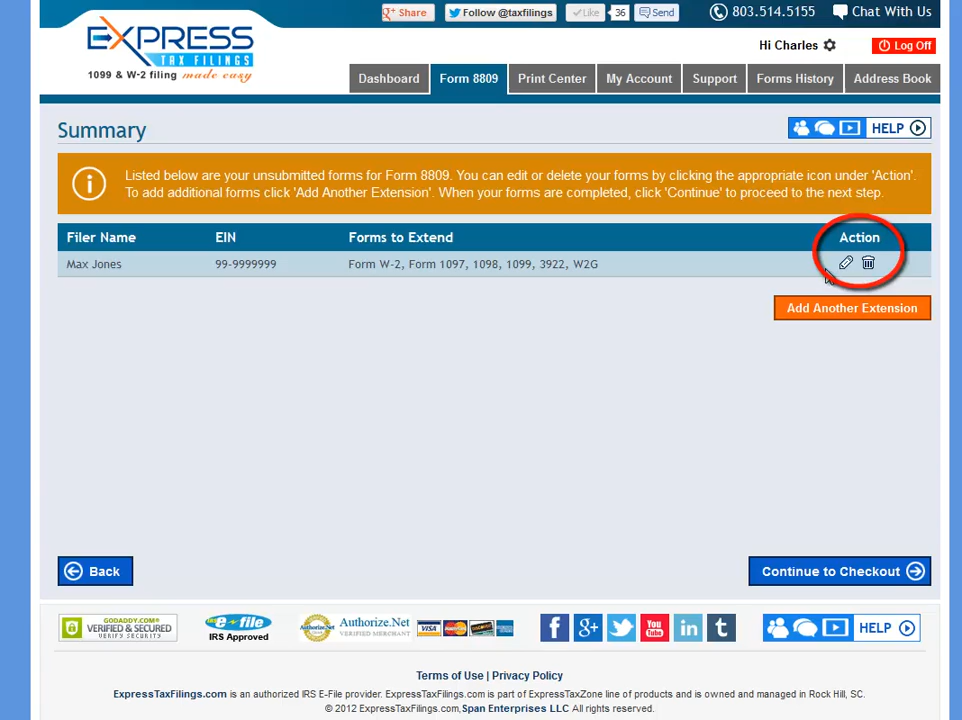 Share
Follow @taxfilings
Like
36
Send
803.514.5155
Chat With Us
EXPRESS
TAX FILINGS
1099 & W-2 filing made easy
Hi Charles
Log Off
Dashboard
Form 8809
Print Center
My Account
Support
Forms History
Address Book
Summary
HELP
Listed below are your unsubmitted forms for Form 8809. You can edit or delete your forms by clicking the appropriate icon under 'Action'.
To add additional forms click 'Add Another Extension'. When your forms are completed, click 'Continue' to proceed to the next step.
Filer Name EIN Forms to Extend Action
Max Jones 99-9999999 Form W-2, Form 1097, 1098, 1099, 3922, W2G
Add Another Extension
Back
Continue to Checkout
GODADDY.COM®
VERIFIED & SECURED
VERIFY SECURITY
e-file
IRS Approved
Authorize.Net
VERIFIED MERCHANT
VISA
You
Tube
HELP
Terms of Use | Privacy Policy
ExpressTaxFilings.com is an authorized IRS E-File provider. ExpressTaxFilings.com is part of ExpressTaxZone line of products and is owned and managed in Rock Hill, SC.
© 2012 ExpressTaxFilings.com, Span Enterprises LLC All rights reserved.